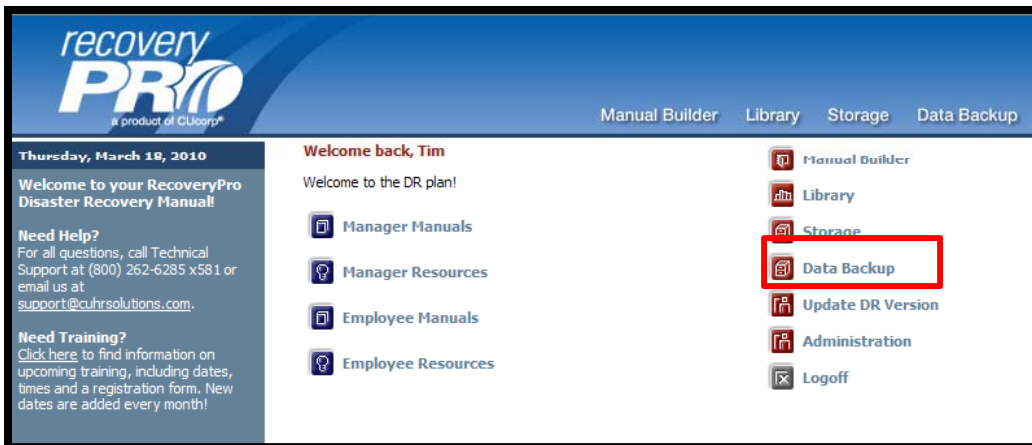 recovery
PRO
a product of CUcorp®
Manual Builder Library Storage Data Backup
Thursday, March 18, 2010
Welcome to your RecoveryPro
Disaster Recovery Manual!
Need Help?
For all questions, call Technical
Support at (800) 262-6285 x581 or
email us at
support@cuhrsolutions.com.
Need Training?
Click here to find information on
upcoming training, including dates,
times and a registration form. New
dates are added every month!
Welcome back, Tim
Welcome to the DR plan!
Manager Manuals
Manager Resources
Employee Manuals
Employee Resources
Manual Builder
Library
Storage
Data Backup
Update DR Version
Administration
Logoff